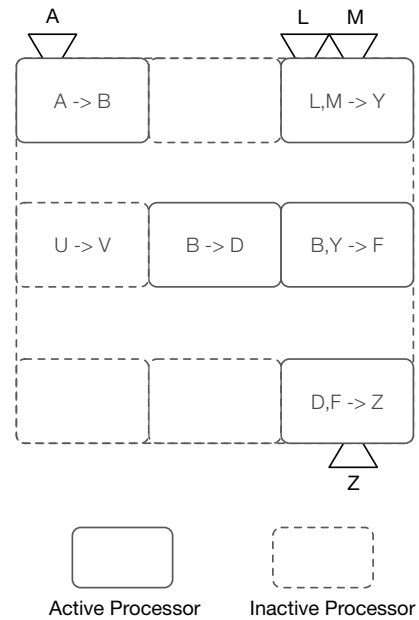 A L M
A -> B L,M -> Y
U -> V B -> D B,Y -> F
D,F -> Z
Z
Active Processor Inactive Processor